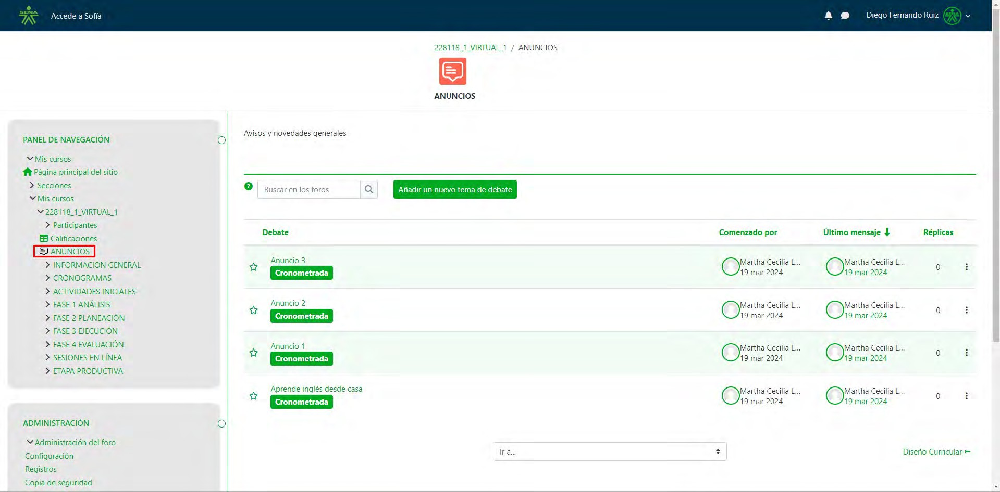 SENA
Accede a Sofía
Diego Fernando Ruiz
228118_1_VIRTUAL_1 / ANUNCIOS
ANUNCIOS
PANEL DE NAVEGACIÓN
Mis cursos
Página principal del sitio
Secciones
Mis cursos
228118_1_VIRTUAL_1
Participantes
Calificaciones
ANUNCIOS
INFORMACIÓN GENERAL
CRONOGRAMAS
ACTIVIDADES INICIALES
FASE 1 ANÁLISIS
FASE 2 PLANEACIÓN
FASE 3 EJECUCIÓN
FASE 4 EVALUACIÓN
SESIONES EN LÍNEA
ETAPA PRODUCTIVA
ADMINISTRACIÓN
Administración del foro
Configuración
Registros
Copia de seguridad
Avisos y novedades generales
? Buscar en los foros Añadir un nuevo tema de debate
Debate Comenzado por Último mensaje Réplicas
Anuncio 3 Martha Cecilia L... Martha Cecilia L...
Cronometrada 19 mar 2024 19 mar 2024 0
Anuncio 2 Martha Cecilia L... Martha Cecilia L...
Cronometrada 19 mar 2024 19 mar 2024 0
Anuncio 1 Martha Cecilia L... Martha Cecilia L...
Cronometrada 19 mar 2024 19 mar 2024 0
Aprende inglés desde casa Martha Cecilia L... Martha Cecilia L...
Cronometrada 19 mar 2024 19 mar 2024 0
Ir a... Diseño Curricular ►